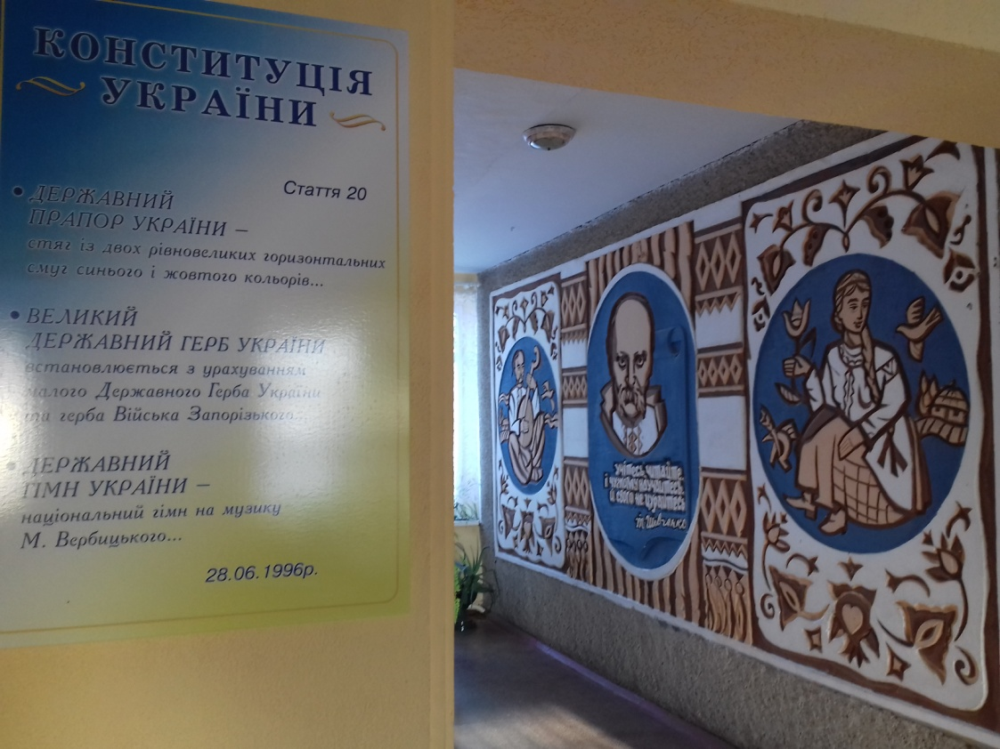 КОНСТИТУЦІЯ
УКРАЇНИ
Стаття 20
• ДЕРЖАВНИЙ
ПРАПОР УКРАЇНИ –
стяг із двох рівновеликих горизонтальних
смуг синього і жовтого кольорів...
• ВЕЛИКИЙ
ДЕРЖАВНИЙ ГЕРБ УКРАЇНИ
встановлюється з урахуванням
малого Державного Герба України
та герба Війська Запорізького...
• ДЕРЖАВНИЙ
ГІМН УКРАЇНИ –
національний гімн на музику
М. Вербицького...
28.06.1996р.
учітесь, читайте,
і чужому научайтесь,
й свого не цурайтесь
Т. Шевченко